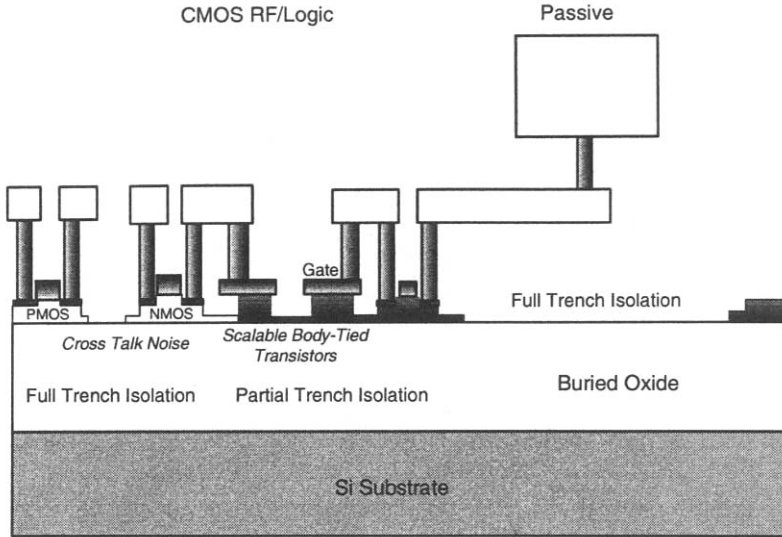 CMOS RF/Logic
Passive
Gate
Full Trench Isolation
PMOS
NMOS
Cross Talk Noise
Scalable Body-Tied
Transistors
Full Trench Isolation
Partial Trench Isolation
Buried Oxide
Si Substrate